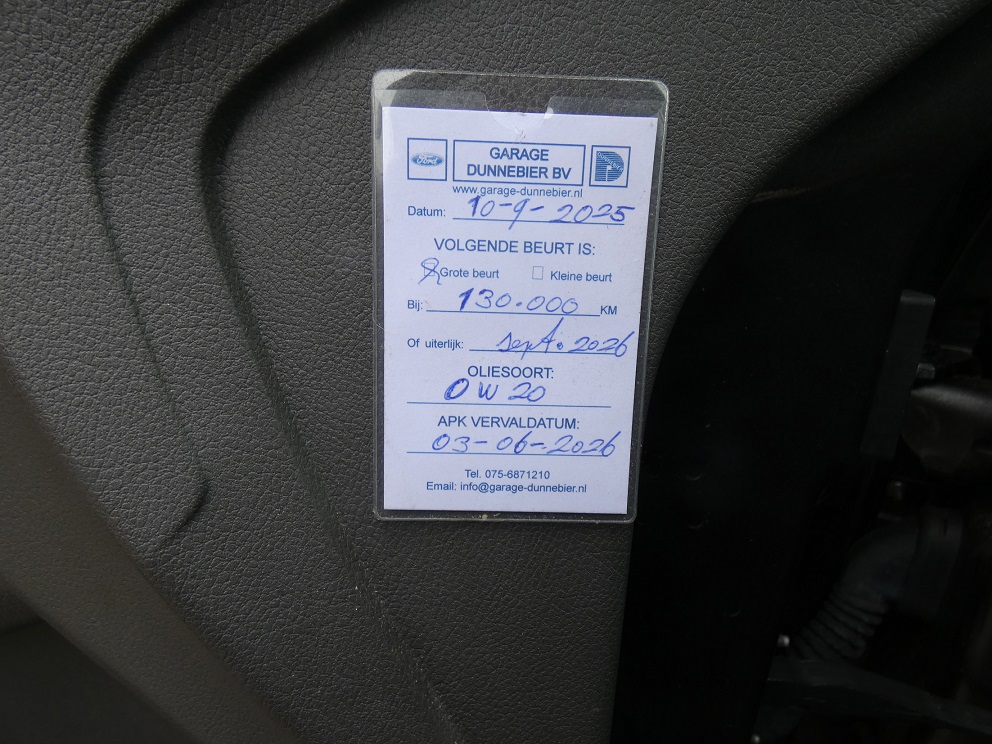 Ford
GARAGE
DUNNEBIER BV
www.garage-dunnebier.nl
Datum: 10-9-2025
VOLGENDE BEURT IS:
Grote beurt Kleine beurt
Bij: 130.000 KM
Of uiterlijk: sept. 2026
OLIESOORT:
0W20
APK VERVALDATUM:
03-06-2026
Tel. 075-6871210
Email: info@garage-dunnebier.nl